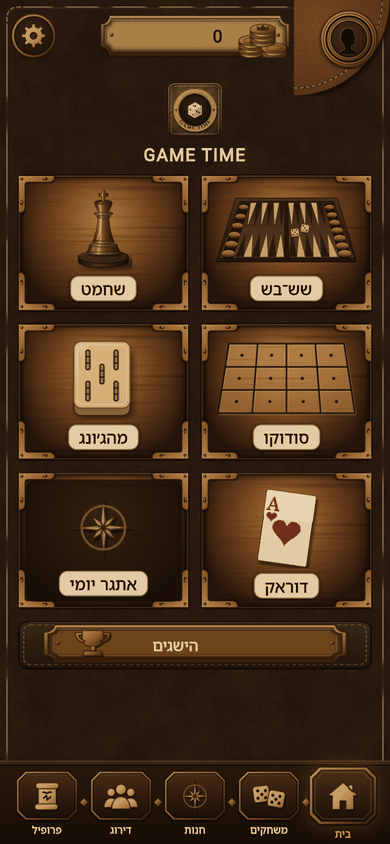 0
GAME TIME
שש־בש
שחמט
סודוקו
מהג׳ונג
דוראק
A
אתגר יומי
הישגים
בית
משחקים
חנות
דירוג
פרופיל